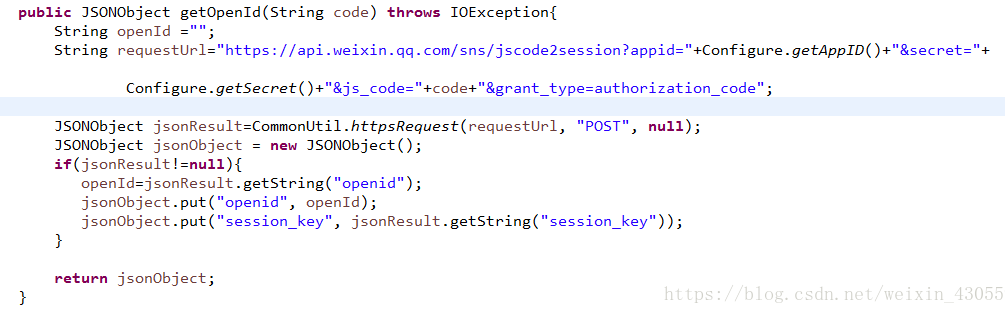 public JSONObject getOpenId(String code) throws IOException{
String openId ="";
String requestUrl="https://api.weixin.qq.com/sns/jscode2session?appid="+Configure.getAppID()+"&secret="+
Configure.getSecret()+"&js_code="+code+"&grant_type=authorization_code";
JSONObject jsonResult=CommonUtil.httpsRequest(requestUrl, "POST", null);
JSONObject jsonObject = new JSONObject();
if(jsonResult!=null){
openId=jsonResult.getString("openid");
jsonObject.put("openid", openId);
jsonObject.put("session_key", jsonResult.getString("session_key"));
}
return jsonObject;
}
https://blog.csdn.net/weixin_43055